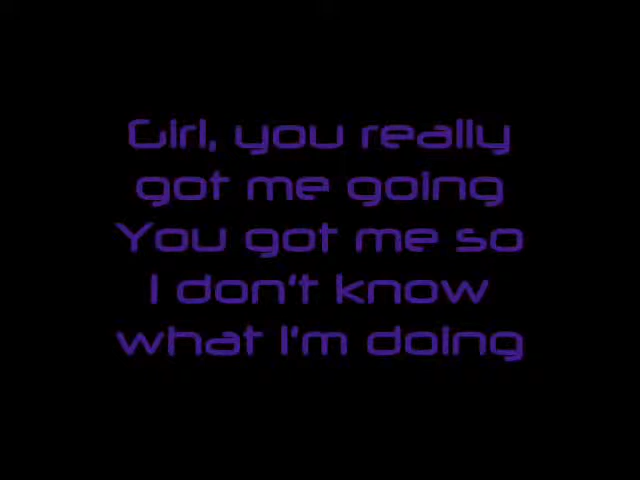 Girl, you really
got me going
You got me so
I don't know
what I'm doing